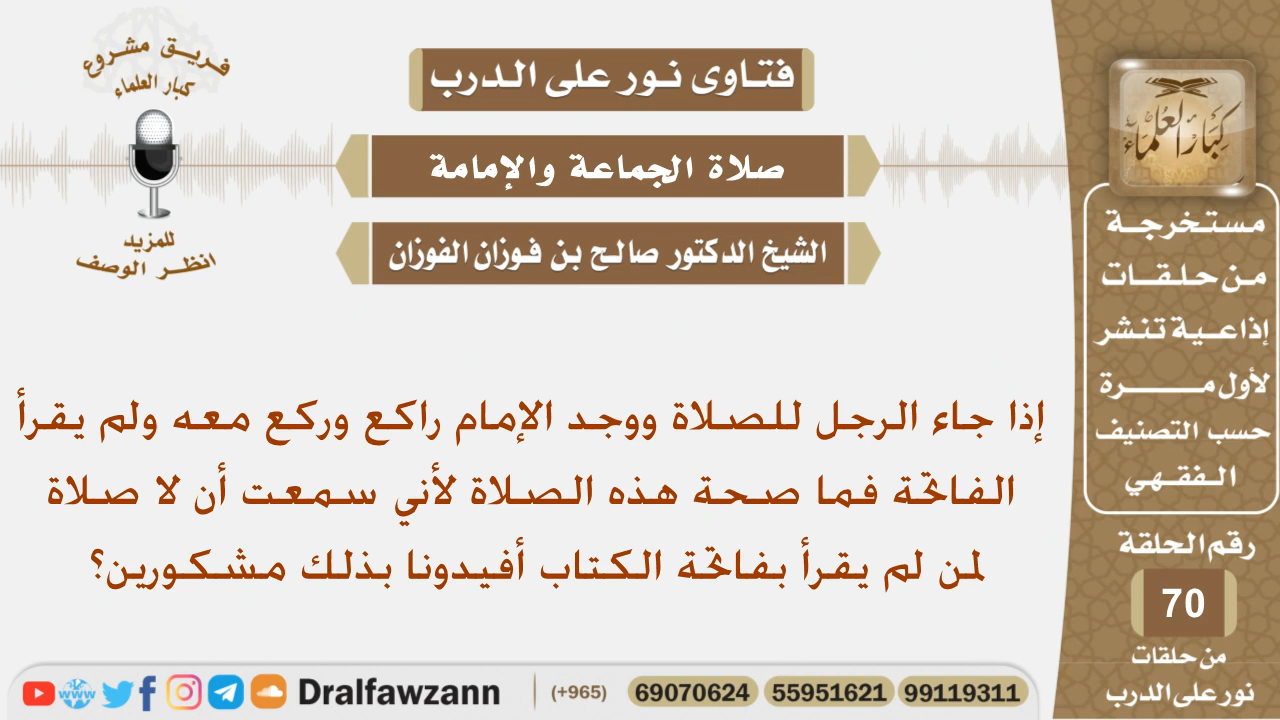 فريق مشروع
كبار العلماء
للمزيد
انظر الوصف
فتاوى نور على الدرب
صلاة الجماعة والإمامة
الشيخ الدكتور صالح بن فوزان الفوزان
إذا جاء الرجل للصلاة ووجد الإمام راكع وركع معه ولم يقرأ
الفاتحة فما صحة هذه الصلاة لأني سمعت أن لا صلاة
لمن لم يقرأ بفاتحة الكتاب أفيدونا بذلك مشكورين؟
كبار العلماء
مستخرجة
من حلقات
إذاعية تنشر
لأول مرة
حسب التصنيف
الفقهي
رقم الحلقة
70
من حلقات
نور على الدرب
www Dralfawzann (+965) 69070624 55951621 99119311